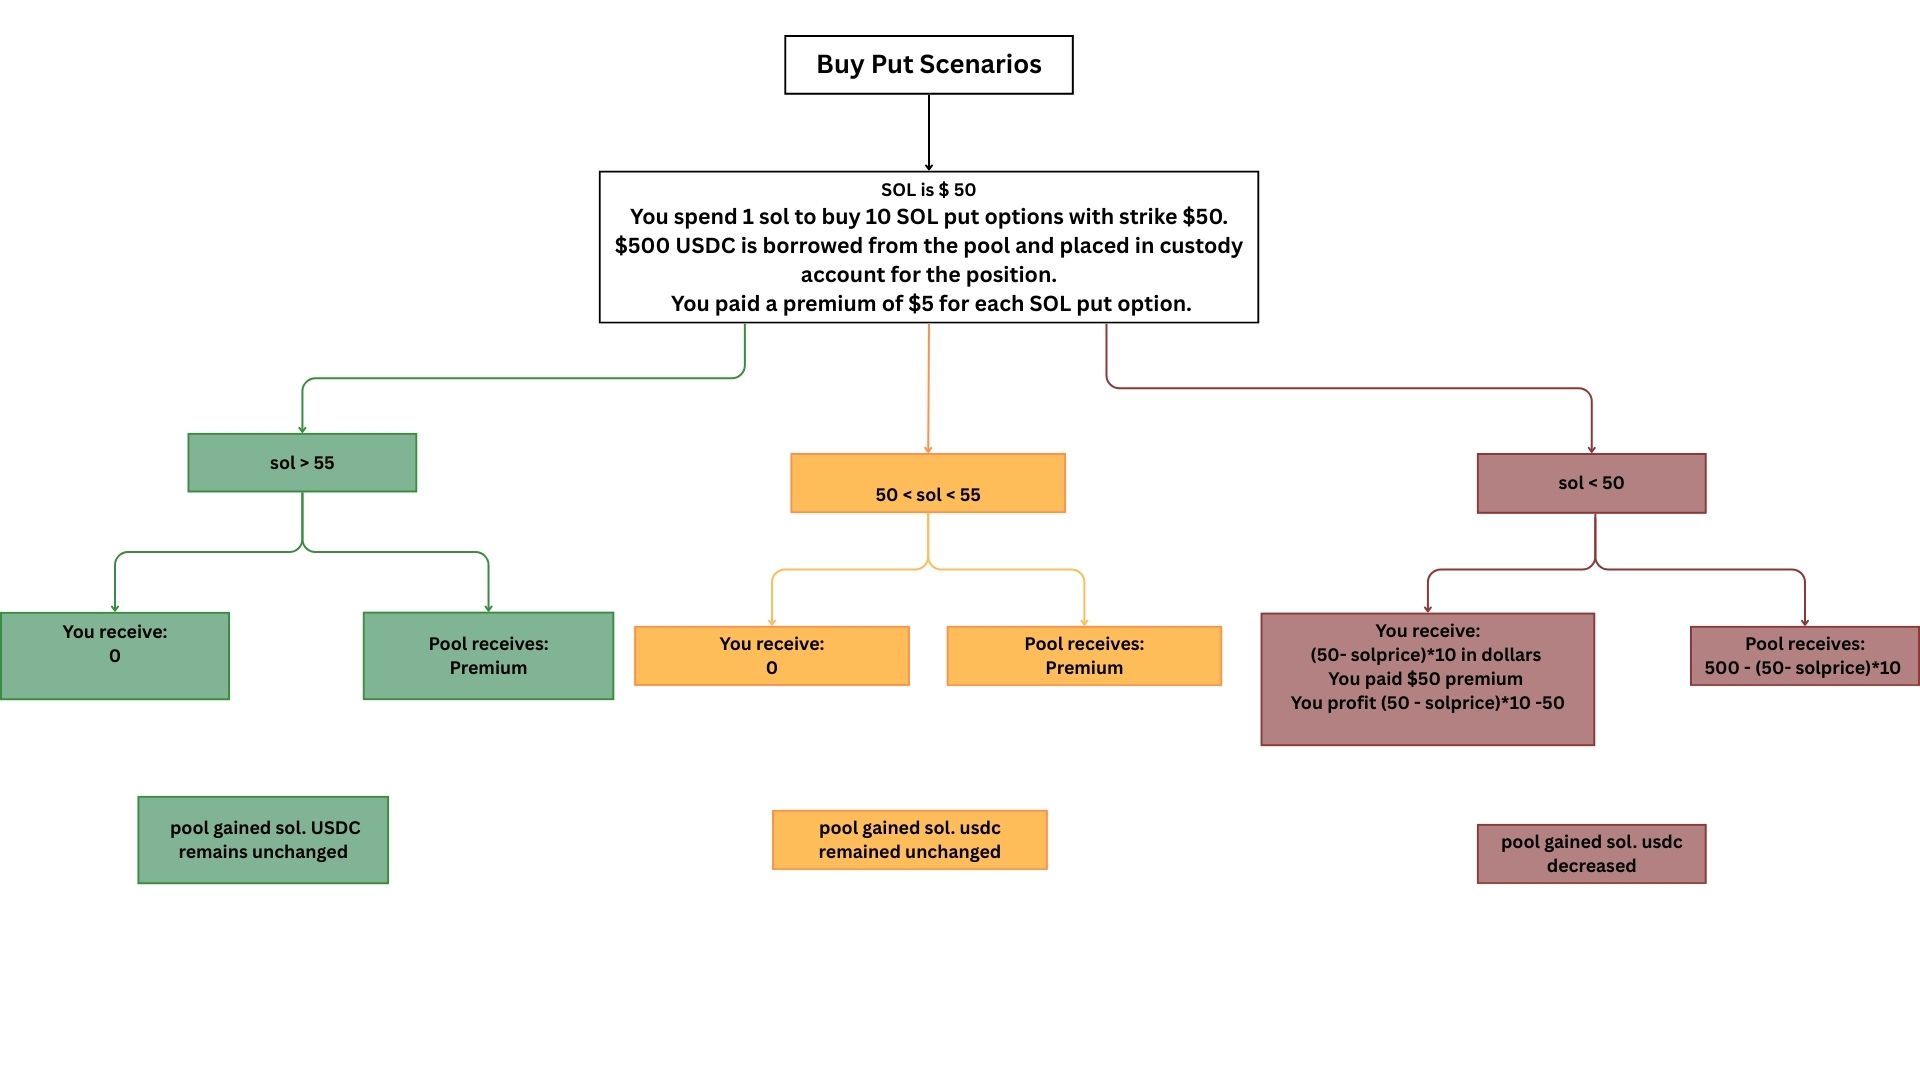 Buy Put Scenarios
SOL is $ 50
You spend 1 sol to buy 10 SOL put options with strike $50.
$500 USDC is borrowed from the pool and placed in custody
account for the position.
You paid a premium of $5 for each SOL put option.
sol > 55
50 < sol < 55
sol < 50
You receive:
0
Pool receives:
Premium
You receive:
0
Pool receives:
Premium
You receive:
(50- solprice)*10 in dollars
You paid $50 premium
You profit (50 - solprice)*10 -50
Pool receives:
500 - (50- solprice)*10
pool gained sol. USDC
remains unchanged
pool gained sol. usdc
remained unchanged
pool gained sol. usdc
decreased